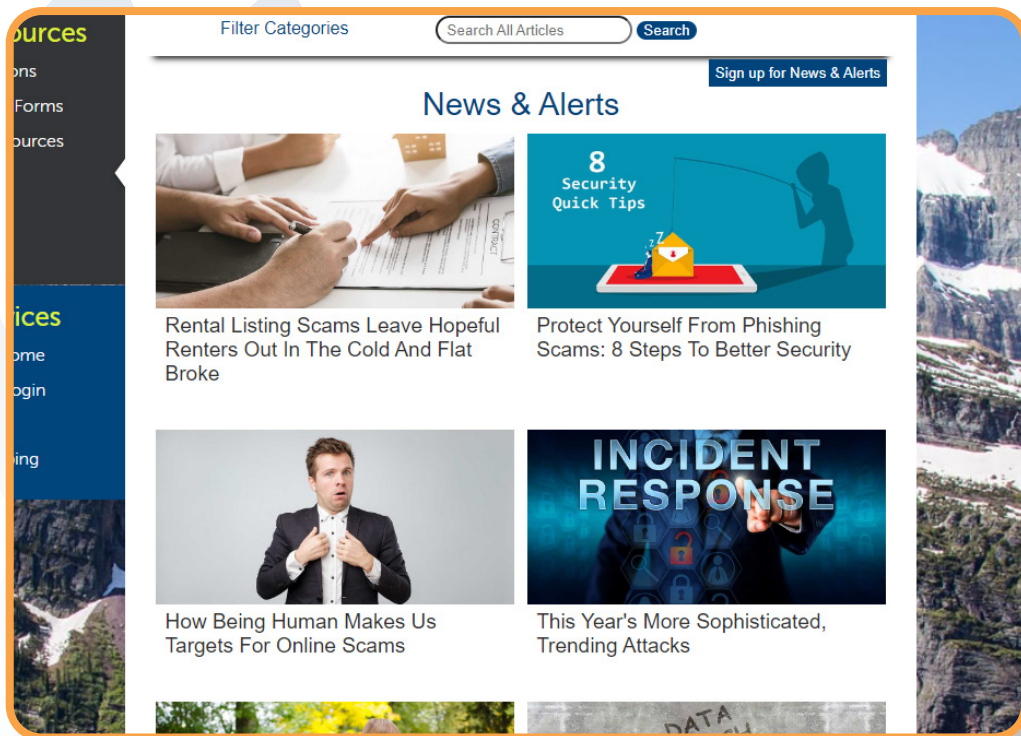 Filter Categories
Search All Articles
Search
Sign up for News & Alerts
News & Alerts
ources
ons
Forms
ources
ices
ome
ogin
ing
CONTRACT
8
Security
Quick Tips
z Z
Rental Listing Scams Leave Hopeful
Renters Out In The Cold And Flat
Broke
Protect Yourself From Phishing
Scams: 8 Steps To Better Security
INCIDENT
RESPONSE
How Being Human Makes Us
Targets For Online Scams
This Year's More Sophisticated,
Trending Attacks
DATA